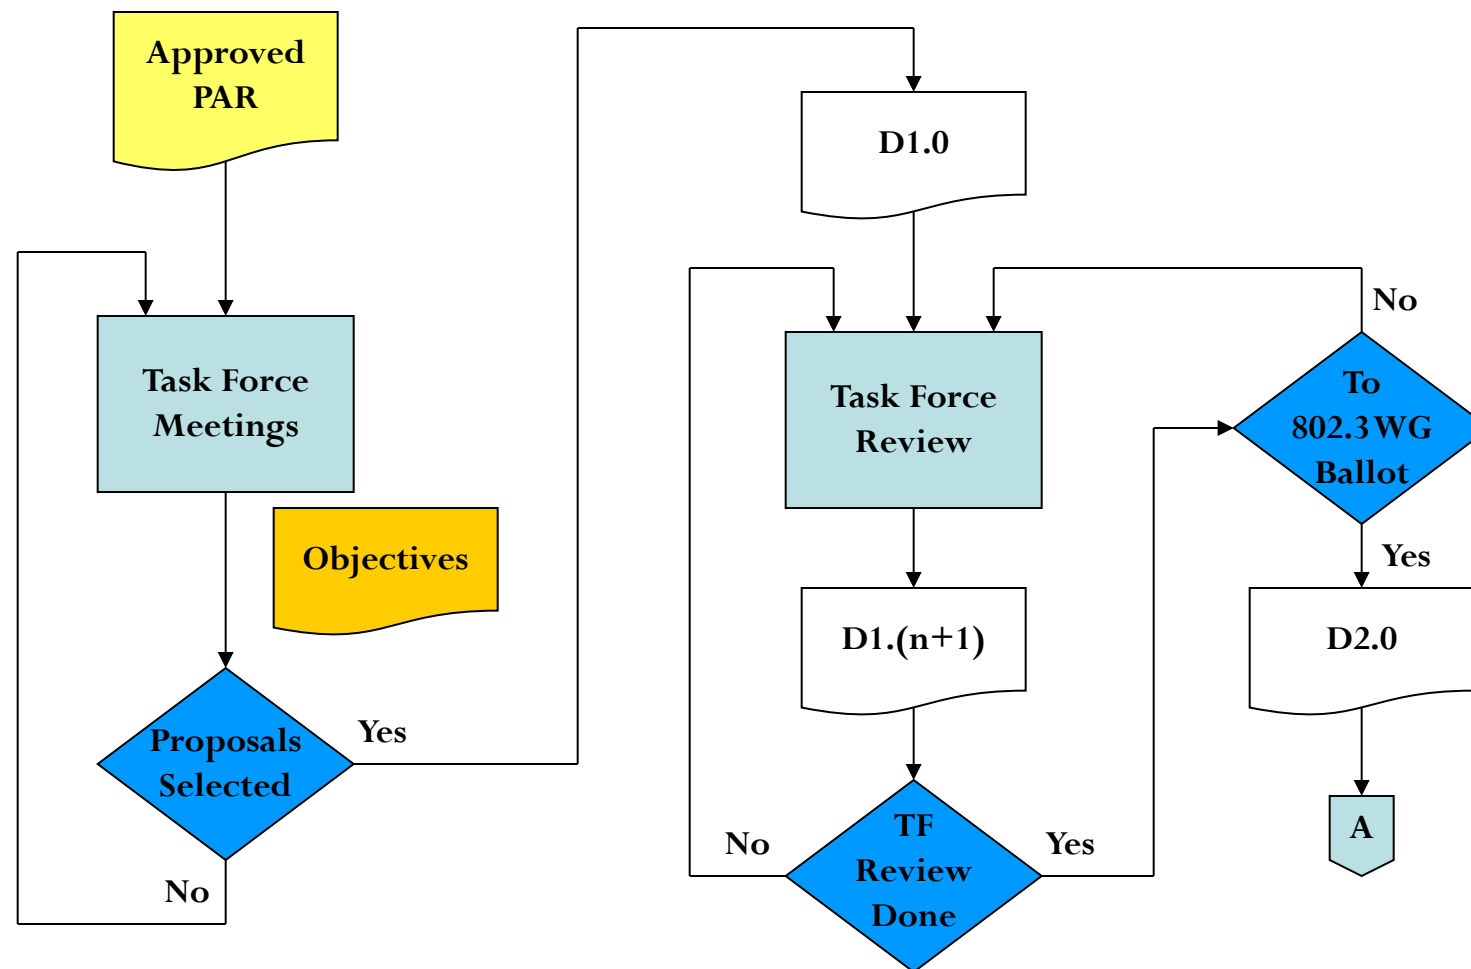 Approved
PAR
Task Force
Meetings
Objectives
Proposals
Selected
Yes
No
D1.0
Task Force
Review
D1.(n+1)
TF
Review
Done
No
Yes
To
802.3 WG
Ballot
No
Yes
D2.0
A